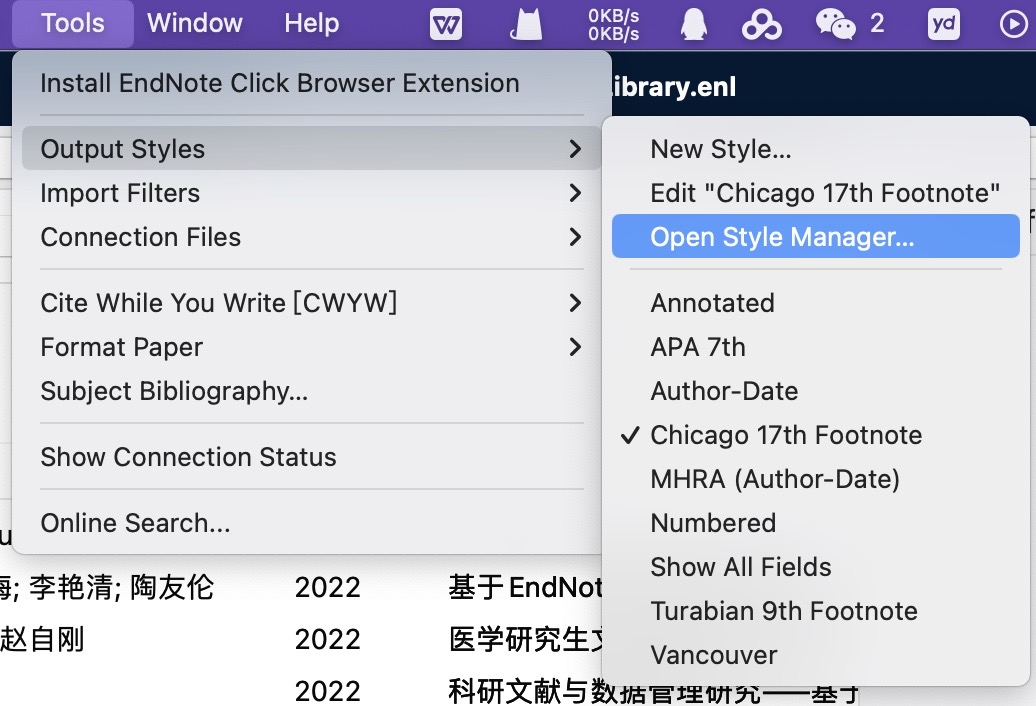 Tools Window Help 0KB/s 2 yd
0KB/s
ibrary.enl
Install EndNote Click Browser Extension
Output Styles
Import Filters
Connection Files
Cite While You Write [CWYW]
Format Paper
Subject Bibliography...
Show Connection Status
Online Search...
New Style...
Edit "Chicago 17th Footnote"
Open Style Manager...
Annotated
APA 7th
Author-Date
Chicago 17th Footnote
MHRA (Author-Date)
Numbered
Show All Fields
Turabian 9th Footnote
Vancouver
李艳清; 陶友伦 2022 基于EndNot
赵自刚 2022 医学研究生文
2022 科研文献与数据管理研究——基于